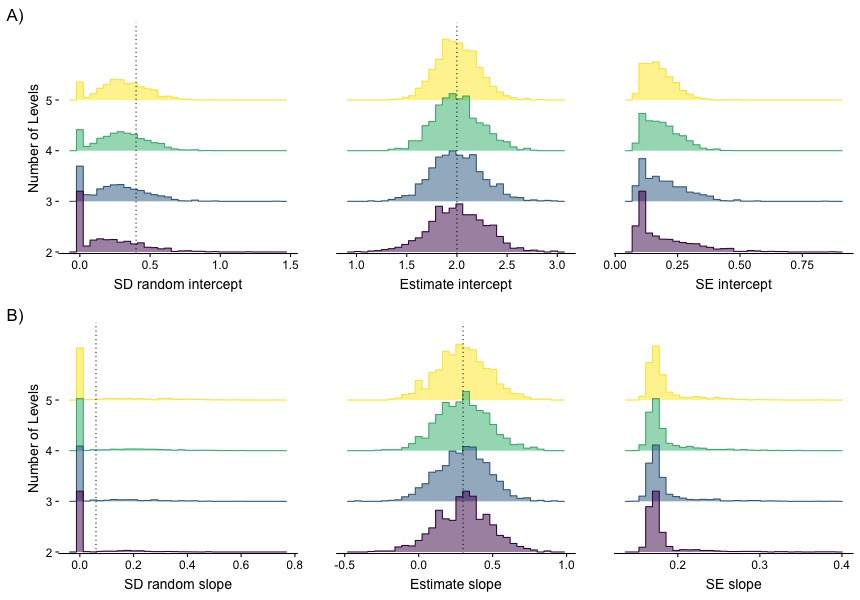 A)
Number of Levels
5
4
3
2
0.0 0.5 1.0 1.5
SD random intercept
1.0 1.5 2.0 2.5 3.0
Estimate intercept
0.00 0.25 0.50 0.75
SE intercept
B)
Number of Levels
5
4
3
2
0.0 0.2 0.4 0.6 0.8
SD random slope
-0.5 0.0 0.5 1.0
Estimate slope
0.2 0.3 0.4
SE slope